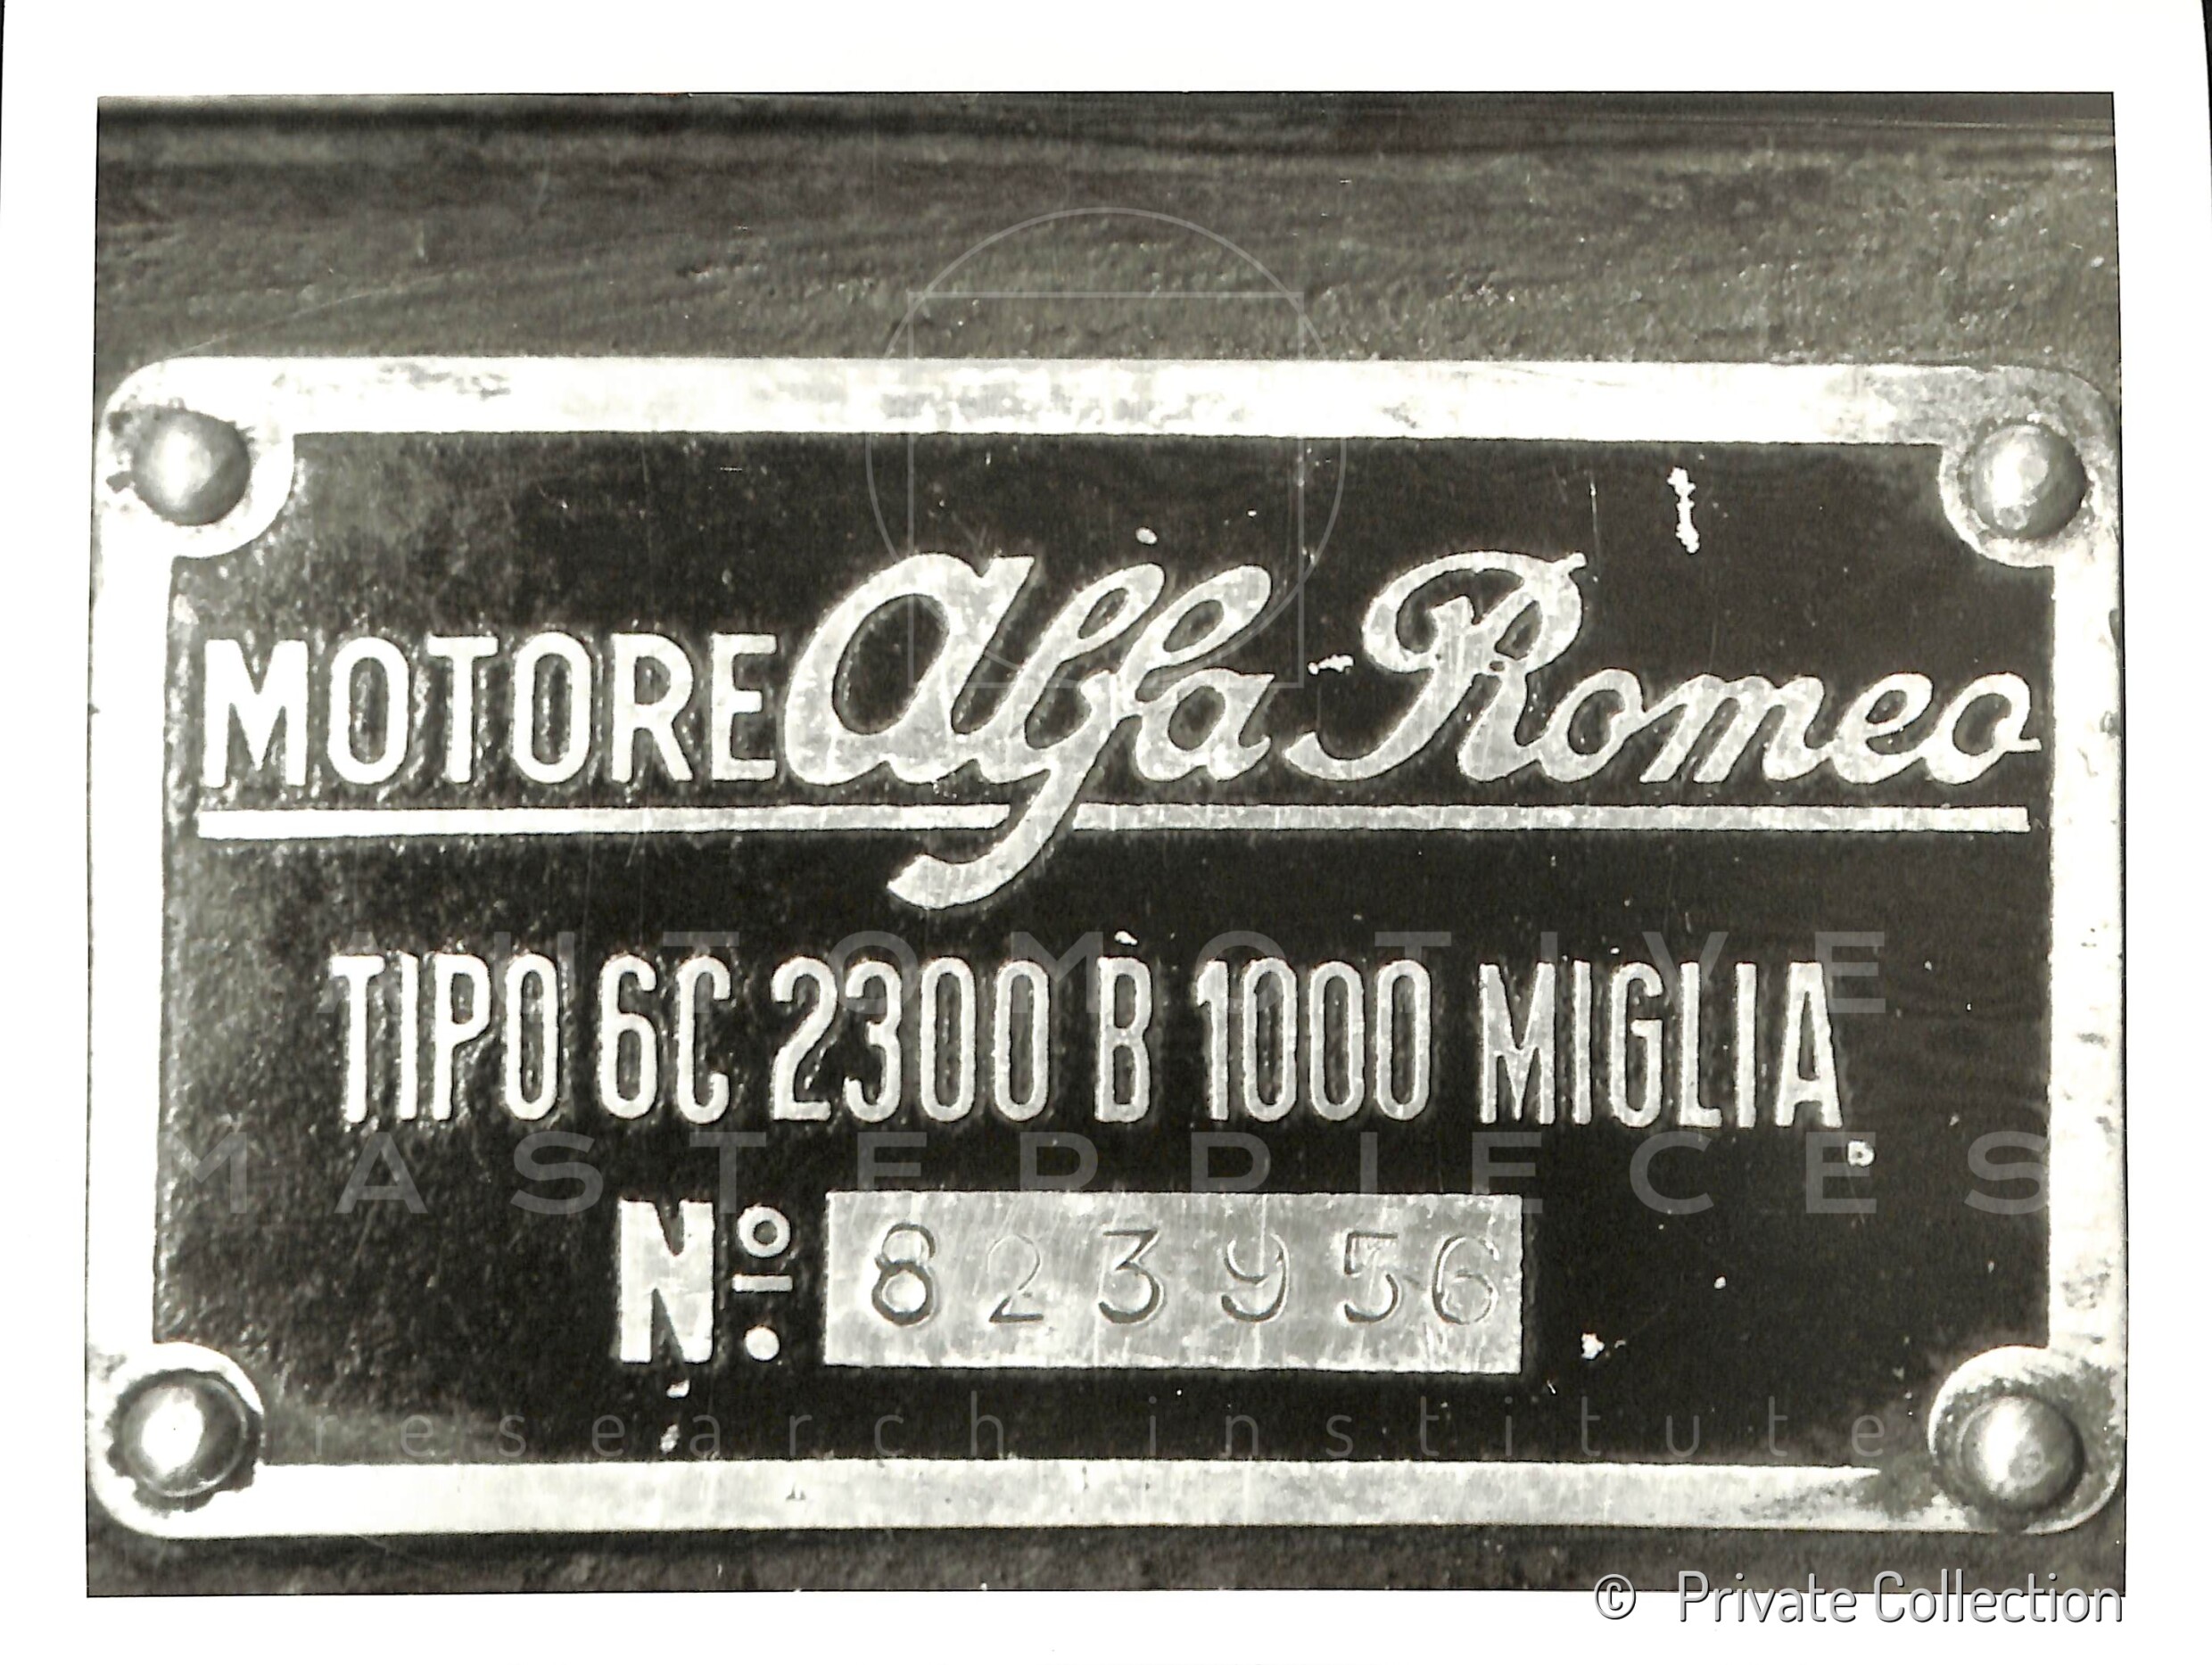 MOTORE Alfa Romeo
TIPO 6C 2300 B 1000 MIGLIA
Nº. 823956
AUTOMOTIVE
MASTERPIECES
research institute
© Private Collection